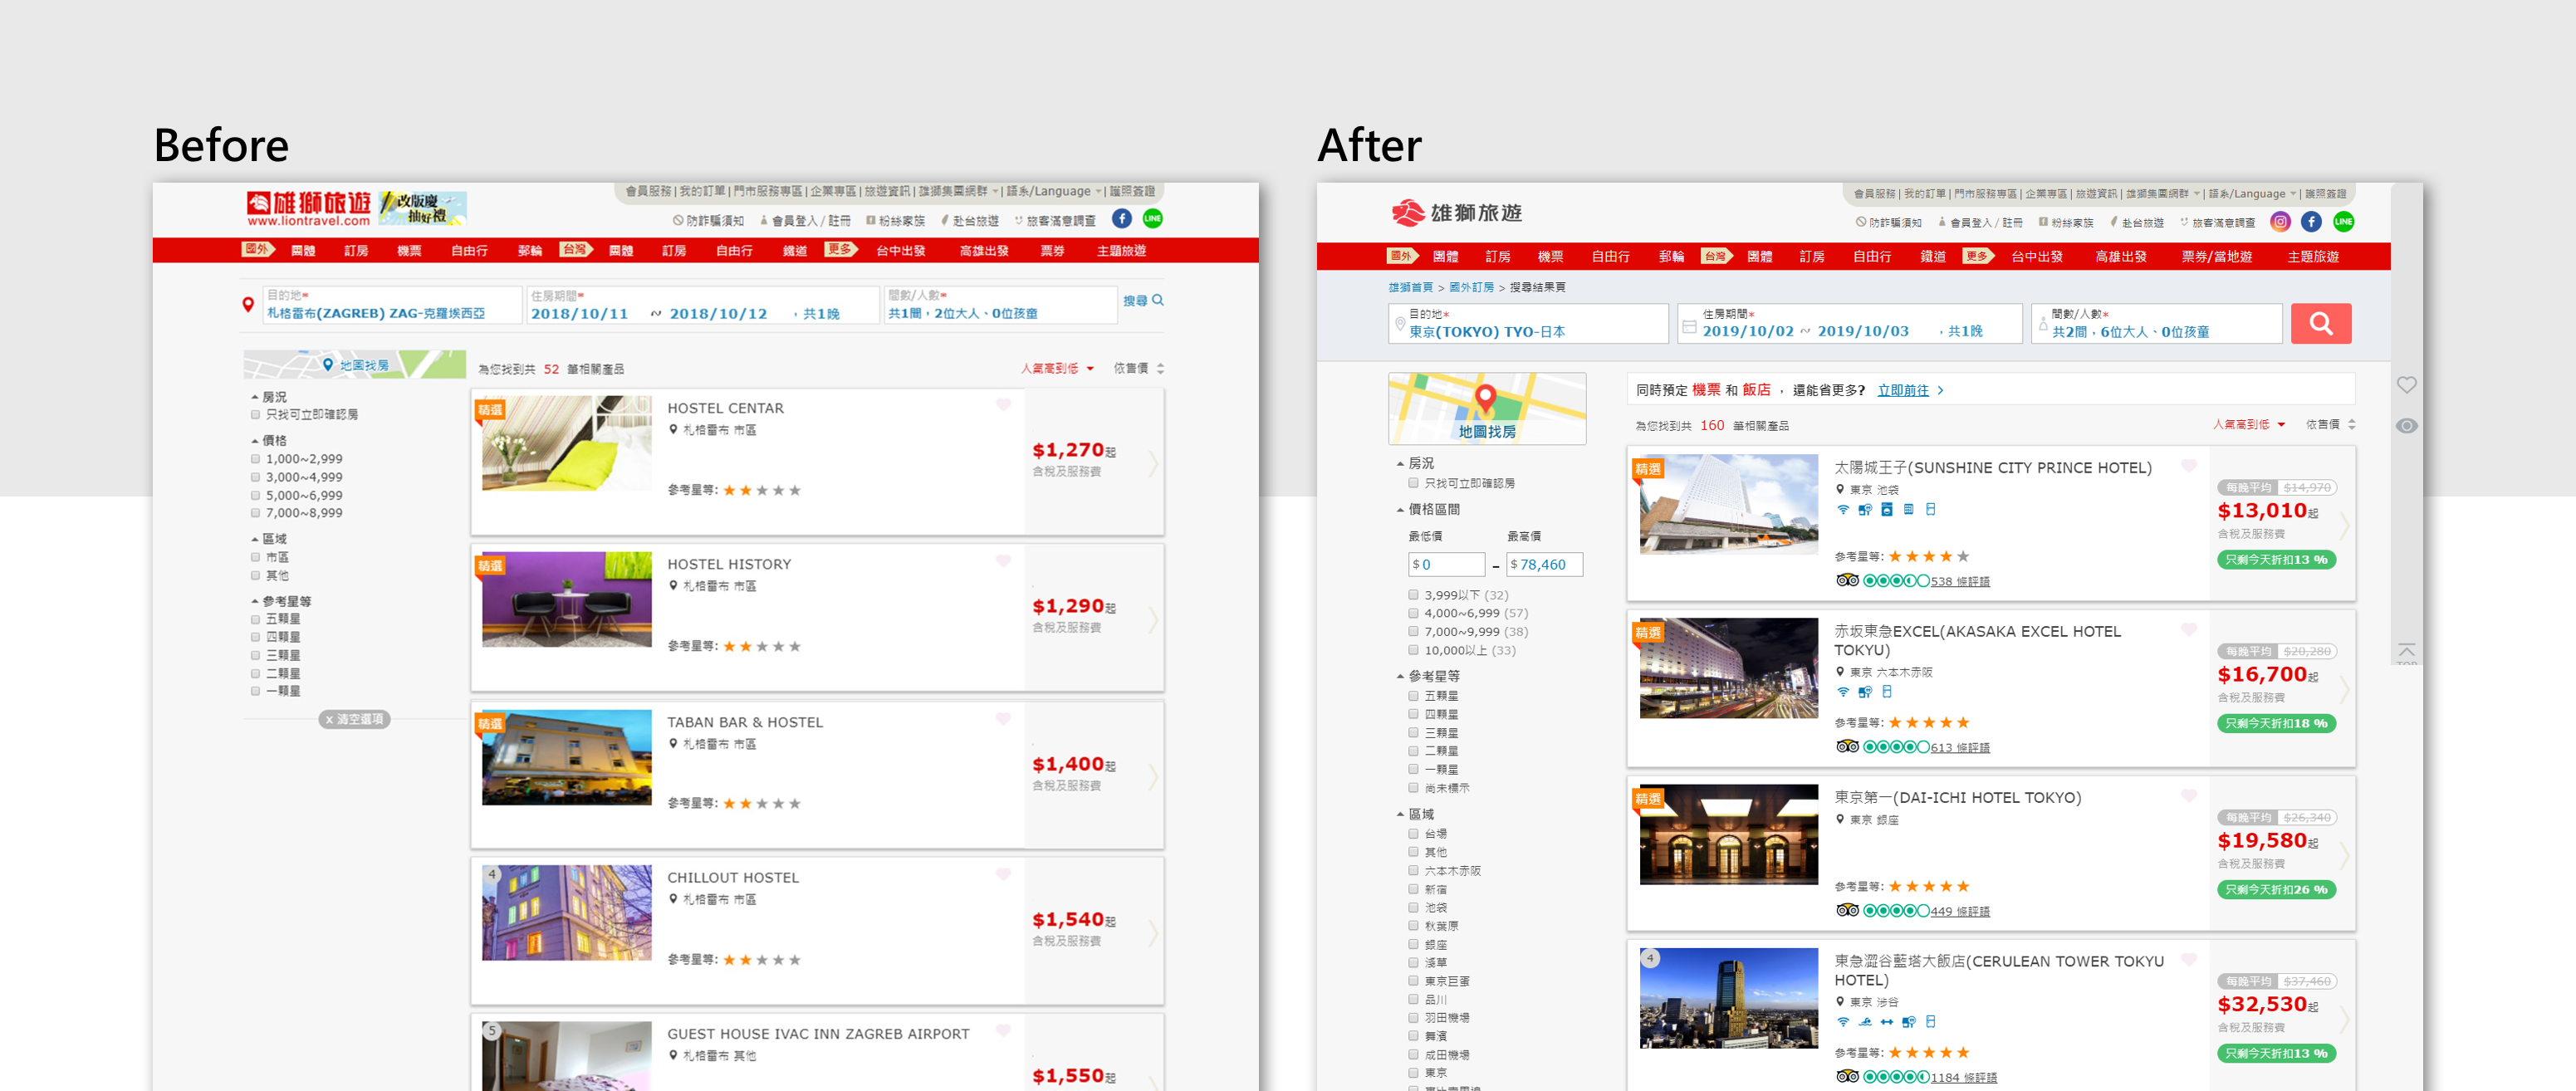 Before
雄獅旅遊
www.liontravel.com
改版慶
抽好禮
會員服務 | 我的訂單 | 門市服務專區 | 企業專區 | 旅遊資訊 | 雄獅集團網群 | 語系/Language | 護照簽證
防詐騙須知 會員登入 / 註冊 粉絲家族 赴台旅遊 旅客滿意調查 LINE
國外 團體 訂房 機票 自由行 郵輪 台灣 團體 訂房 自由行 鐵道 更多 台中出發 高雄出發 票券 主題旅遊
目的地* 住房期間* 間數/人數*
札格雷布(ZAGREB) ZAG-克羅埃西亞 2018/10/11 ~ 2018/10/12 ，共1晚 共1間，2位大人、0位孩童 搜尋
地圖找房
為您找到共 52 筆相關產品 人氣高到低 依售價
房況
只找可立即確認房
價格
1,000~2,999
3,000~4,999
5,000~6,999
7,000~8,999
區域
市區
其他
參考星等
五顆星
四顆星
三顆星
二顆星
一顆星
x 清空選項
精選
HOSTEL CENTAR
札格雷布 市區
參考星等:
$1,270起
含稅及服務費
精選
HOSTEL HISTORY
札格雷布 市區
參考星等:
$1,290起
含稅及服務費
精選
TABAN BAR & HOSTEL
札格雷布 市區
參考星等:
$1,400起
含稅及服務費
4
CHILLOUT HOSTEL
札格雷布 市區
參考星等:
$1,540起
含稅及服務費
5
GUEST HOUSE IVAC INN ZAGREB AIRPORT
札格雷布 其他
$1,550起
After
雄獅旅遊
會員服務 | 我的訂單 | 門市服務專區 | 企業專區 | 旅遊資訊 | 雄獅集團網群 | 語系/Language | 護照簽證
防詐騙須知 會員登入 / 註冊 粉絲家族 赴台旅遊 旅客滿意調查 LINE
國外 團體 訂房 機票 自由行 郵輪 台灣 團體 訂房 自由行 鐵道 更多 台中出發 高雄出發 票券/當地遊 主題旅遊
雄獅首頁 > 國外訂房 > 搜尋結果頁
目的地* 住房期間* 間數/人數*
東京(TOKYO) TYO-日本 2019/10/02 ~ 2019/10/03 ，共1晚 共2間，6位大人、0位孩童
地圖找房
同時預定 機票 和 飯店 ， 還能省更多? 立即前往 >
為您找到共 160 筆相關產品 人氣高到低 依售價
房況
只找可立即確認房
價格區間
最低價 最高價
$ 0 – $ 78,460
3,999以下 (32)
4,000~6,999 (57)
7,000~9,999 (38)
10,000以上 (33)
參考星等
五顆星
四顆星
三顆星
二顆星
一顆星
尚未標示
區域
台場
其他
六本木赤阪
新宿
池袋
秋葉原
銀座
淺草
東京巨蛋
品川
羽田機場
舞濱
成田機場
東京
精選
太陽城王子(SUNSHINE CITY PRINCE HOTEL)
東京 池袋
參考星等:
538 條評語
每晚平均 $14,970
$13,010起
含稅及服務費
只剩今天折扣13 %
精選
赤坂東急EXCEL(AKASAKA EXCEL HOTEL
TOKYU)
東京 六本木赤阪
參考星等:
613 條評語
每晚平均 $20,280
$16,700起
含稅及服務費
只剩今天折扣18 %
精選
東京第一(DAI-ICHI HOTEL TOKYO)
東京 銀座
參考星等:
449 條評語
每晚平均 $26,340
$19,580起
含稅及服務費
只剩今天折扣26 %
4
東急澀谷藍塔大飯店(CERULEAN TOWER TOKYU
HOTEL)
東京 涉谷
參考星等:
1184 條評語
每晚平均 $37,460
$32,530起
含稅及服務費
只剩今天折扣13 %